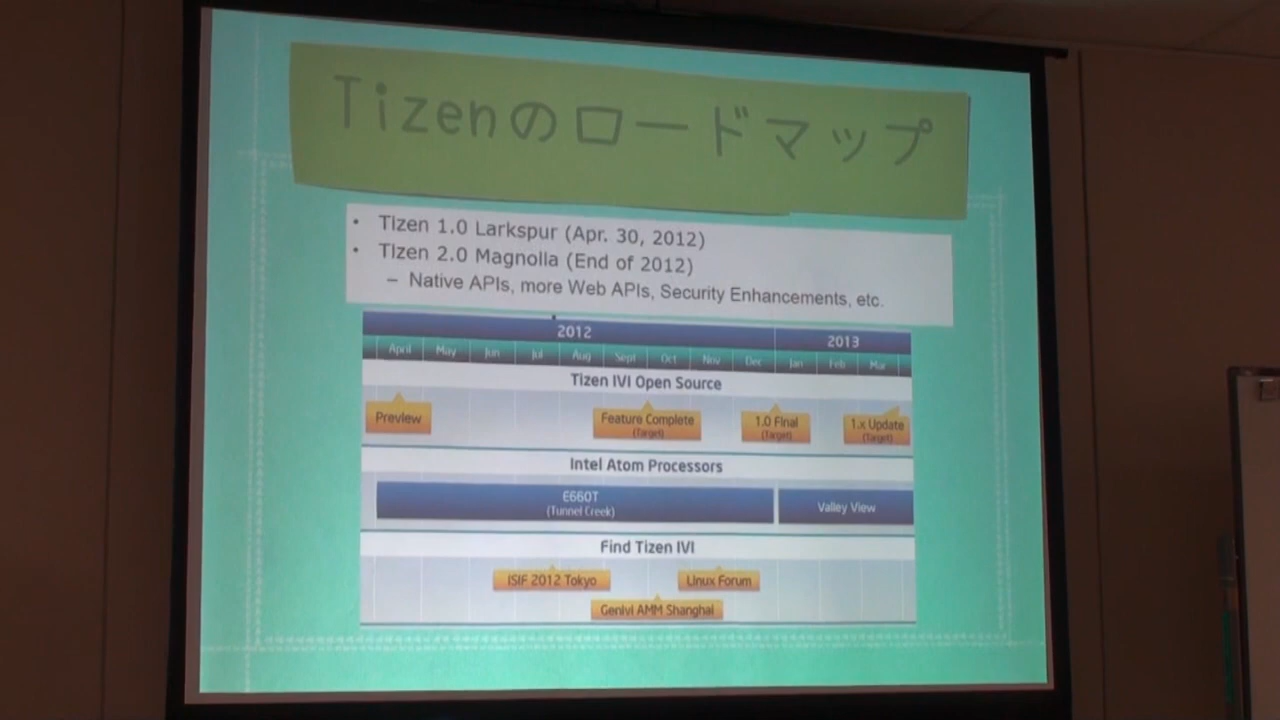 Tizenのロードマップ
• Tizen 1.0 Larkspur (Apr. 30, 2012)
• Tizen 2.0 Magnolia (End of 2012)
– Native APIs, more Web APIs, Security Enhancements, etc.
2012 2013
April May Jun Jul Aug Sept Oct Nov Dec Jan Feb Mar
Tizen IVI Open Source
Preview
Feature Complete
(Target)
1.0 Final
(Target)
1.x Update
(Target)
Intel Atom Processors
E660T
(Tunnel Creek)
Valley View
Find Tizen IVI
ISIF 2012 Tokyo
Linux Forum
Genivi AMM Shanghai